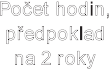 Počet hodin,
předpoklad
na 2 roky